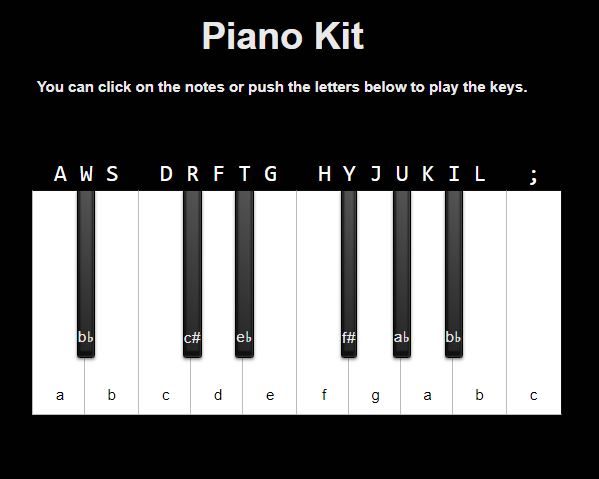 Piano Kit
You can click on the notes or push the letters below to play the keys.
A W S D R F T G H Y J U K I L ;
b♭ c# e♭ f# a♭ b♭
a b c d e f g a b c